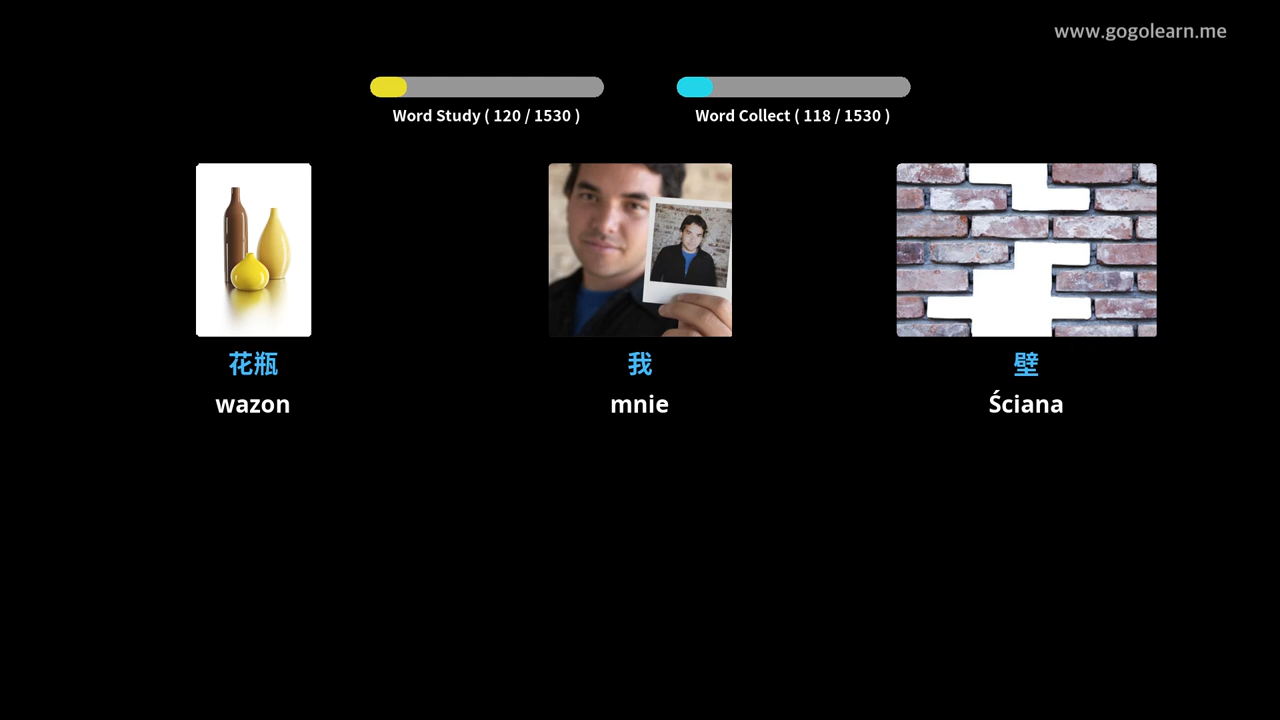 www.gogolearn.me
Word Study ( 120 / 1530 )
Word Collect ( 118 / 1530 )
花瓶
wazon
我
mnie
壁
Ściana